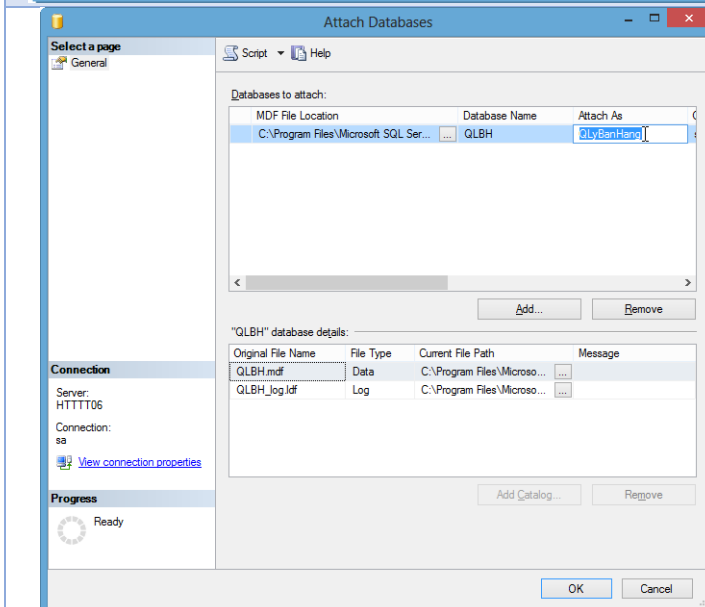 Attach Databases
Select a page
General
Script Help
Databases to attach:
MDF File Location Database Name Attach As
C:\Program Files\Microsoft SQL Ser... ... QLBH QLyBanHang
Add... Remove
"QLBH" database details:
Original File Name File Type Current File Path Message
QLBH.mdf Data C:\Program Files\Microso... ...
QLBH_log.ldf Log C:\Program Files\Microso... ...
Add Catalog... Remove
Connection
Server:
HTTTT06
Connection:
sa
View connection properties
Progress
Ready
OK Cancel